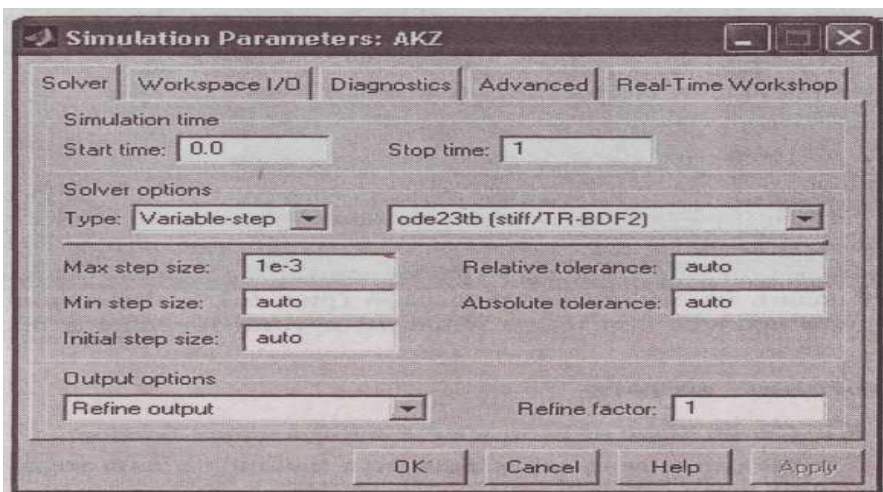 Simulation Parameters: AKZ
Solver Workspace I/O Diagnostics Advanced Real-Time Workshop
Simulation time
Start time: 0.0 Stop time: 1
Solver options
Type: Variable-step ode23tb (stiff/TR-BDF2)
Max step size: 1e-3 Relative tolerance: auto
Min step size: auto Absolute tolerance: auto
Initial step size: auto
Output options
Refine output Refine factor: 1
OK Cancel Help Apply